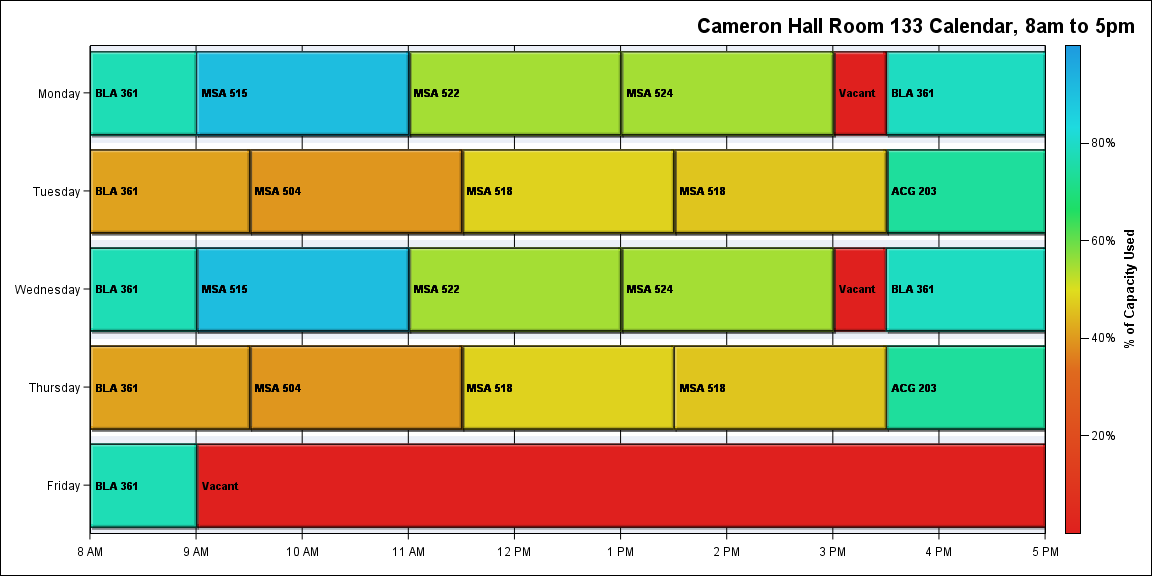 Cameron Hall Room 133 Calendar, 8am to 5pm
Monday
BLA 361
MSA 515
MSA 522
MSA 524
Vacant
BLA 361
Tuesday
BLA 361
MSA 504
MSA 518
MSA 518
ACG 203
Wednesday
BLA 361
MSA 515
MSA 522
MSA 524
Vacant
BLA 361
Thursday
BLA 361
MSA 504
MSA 518
MSA 518
ACG 203
Friday
BLA 361
Vacant
8 AM
9 AM
10 AM
11 AM
12 PM
1 PM
2 PM
3 PM
4 PM
5 PM
80%
60%
40%
20%
% of Capacity Used